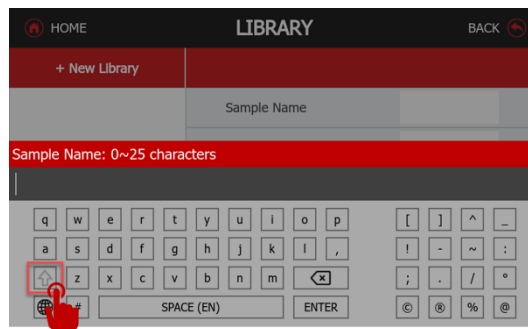 HOME LIBRARY BACK
+ New Library
Sample Name
Sample Name: 0~25 characters
q w e r t y u i o p [ ] ^ _
a s d f g h j k l , ! - ~ :
z x c v b n m ; . / °
# SPACE (EN) ENTER © ® % @